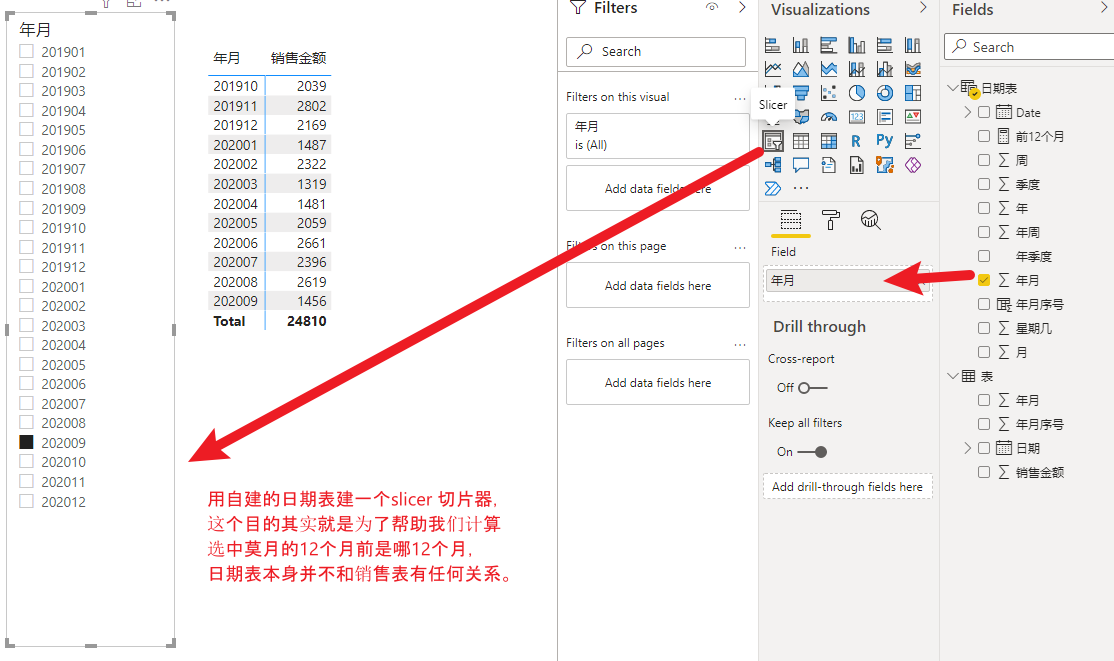 年月
201901
201902
201903
201904
201905
201906
201907
201908
201909
201910
201911
201912
202001
202002
202003
202004
202005
202006
202007
202008
202009
202010
202011
202012
年月 销售金额
201910 2039
201911 2802
201912 2169
202001 1487
202002 2322
202003 1319
202004 1481
202005 2059
202006 2661
202007 2396
202008 2619
202009 1456
Total 24810
用自建的日期表建一个slicer 切片器,
这个目的其实就是为了帮助我们计算
选中莫月的12个月前是哪12个月,
日期表本身并不和销售表有任何关系。
Filters
Search
Filters on this visual ...
年月
is (All)
Add data fields here
Filters on this page ...
Add data fields here
Filters on all pages ...
Add data fields here
Visualizations
Slicer
123
R Py
...
Field
年月
Drill through
Cross-report
Off
Keep all filters
On
Add drill-through fields here
Fields
Search
日期表
Date
前12个月
周
季度
年
年周
年季度
年月
年月序号
星期几
月
表
年月
年月序号
日期
销售金额